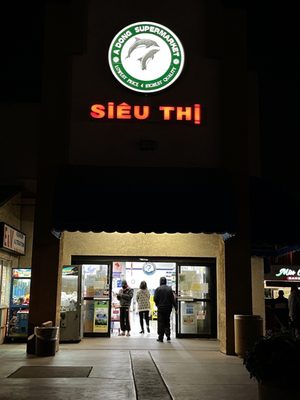 A DONG SUPERMARKET
LOWEST PRICE & HIGHEST QUALITY
SIÊU THỊ